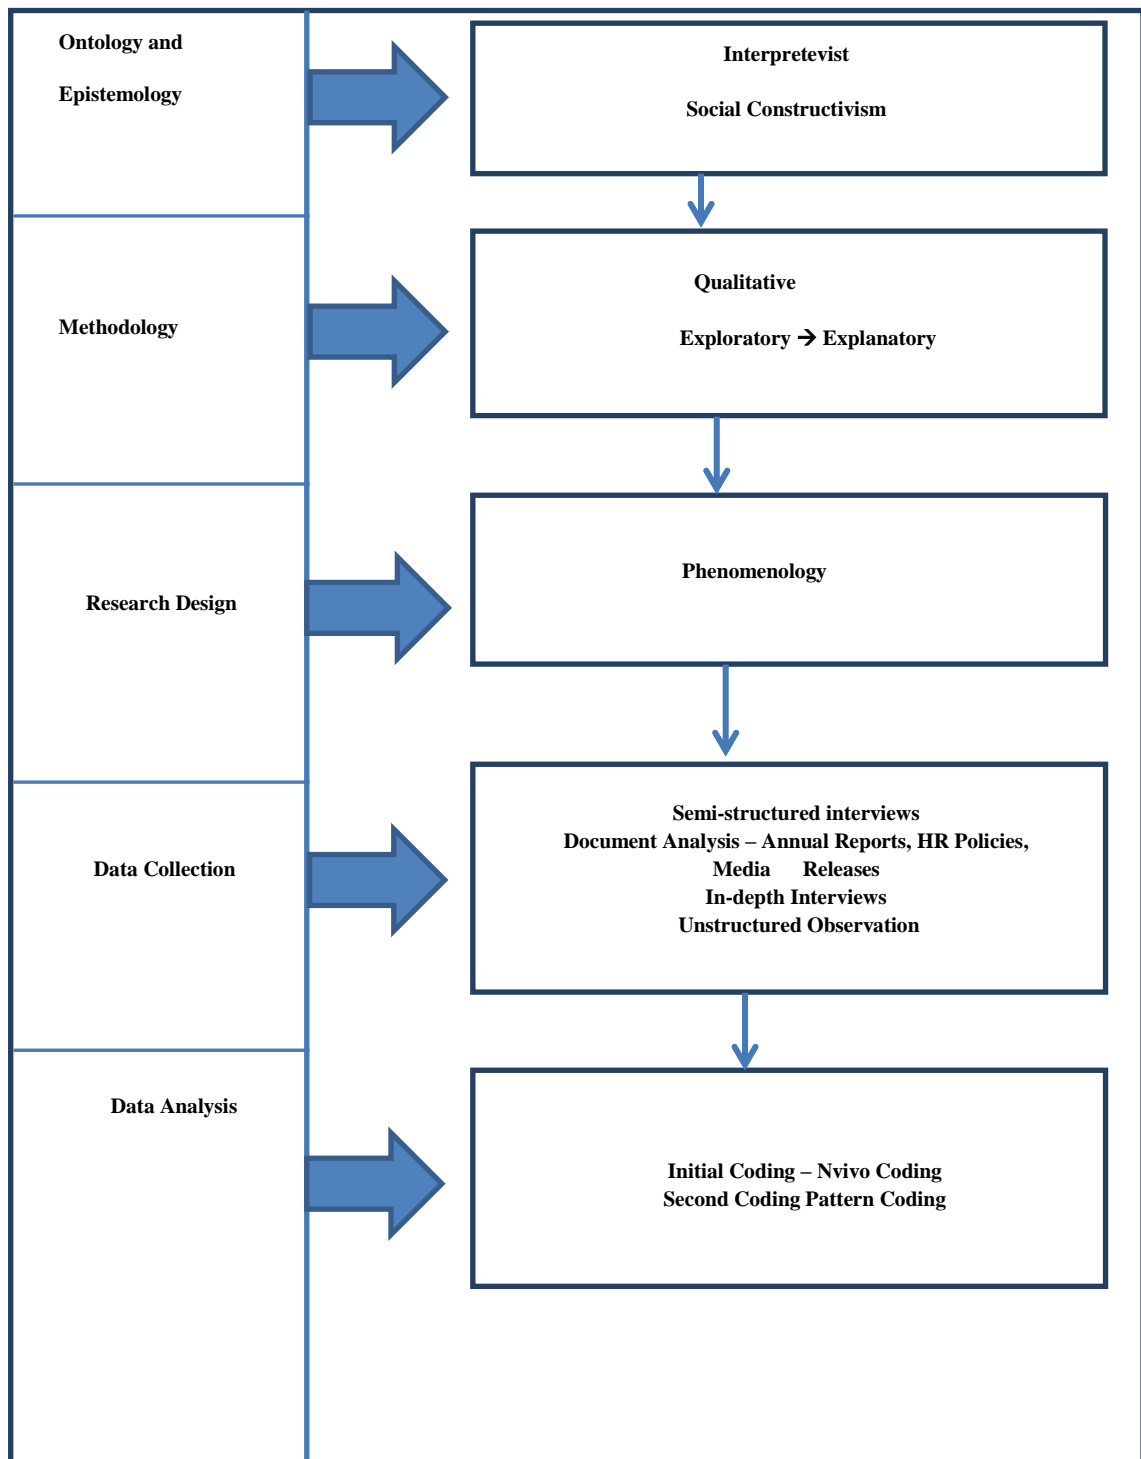 Ontology and
Epistemology
Interpretevist
Social Constructivism
Methodology
Qualitative
Exploratory → Explanatory
Research Design
Phenomenology
Data Collection
Semi-structured interviews
Document Analysis – Annual Reports, HR Policies,
Media Releases
In-depth Interviews
Unstructured Observation
Data Analysis
Initial Coding – Nvivo Coding
Second Coding Pattern Coding